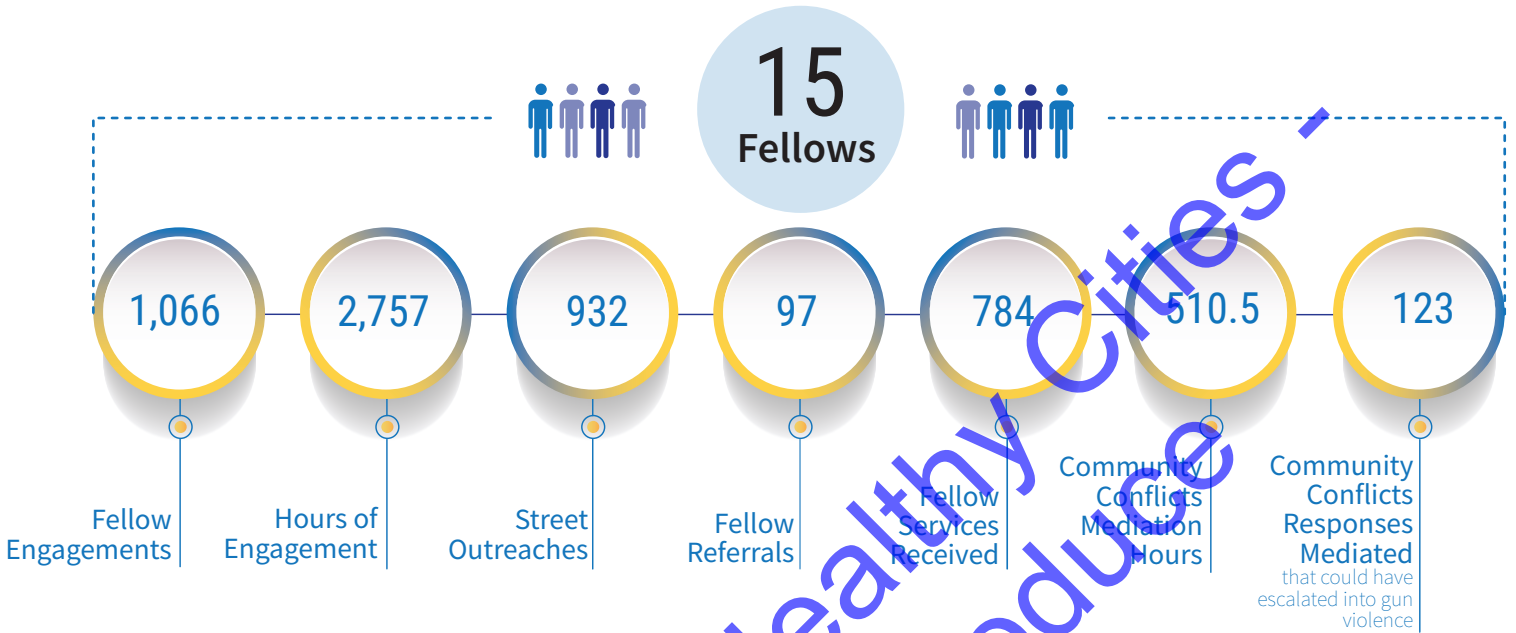 15
Fellows
1,066
2,757
932
97
784
510.5
123
Fellow
Engagements
Hours of
Engagement
Street
Outreaches
Fellow
Referrals
Fellow
Services
Received
Community
Conflicts
Mediation
Hours
Community
Conflicts
Responses
Mediated
that could have
escalated into gun
violence
Healthy Cities -